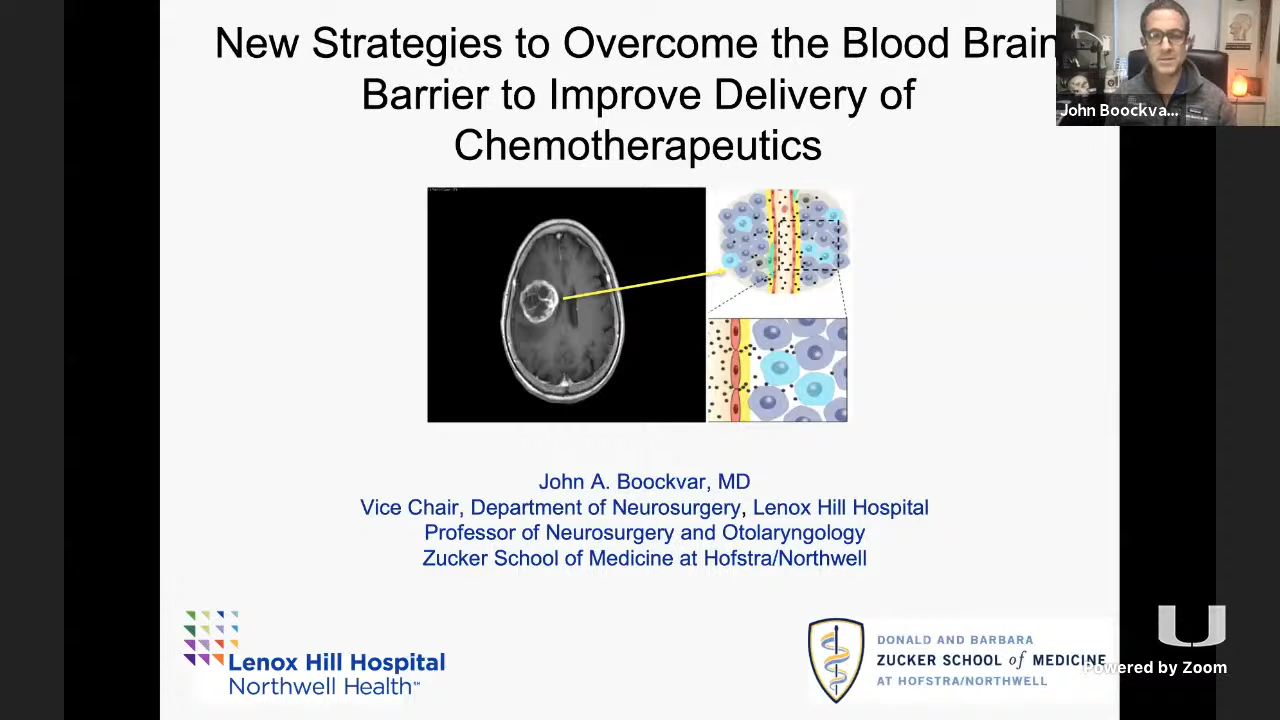 New Strategies to Overcome the Blood Brain
Barrier to Improve Delivery of
Chemotherapeutics
John Boockva...
John A. Boockvar, MD
Vice Chair, Department of Neurosurgery, Lenox Hill Hospital
Professor of Neurosurgery and Otolaryngology
Zucker School of Medicine at Hofstra/Northwell
Lenox Hill Hospital
Northwell Health℠
DONALD AND BARBARA
ZUCKER SCHOOL of MEDICINE
AT HOFSTRA/NORTHWELL
U
Powered by Zoom